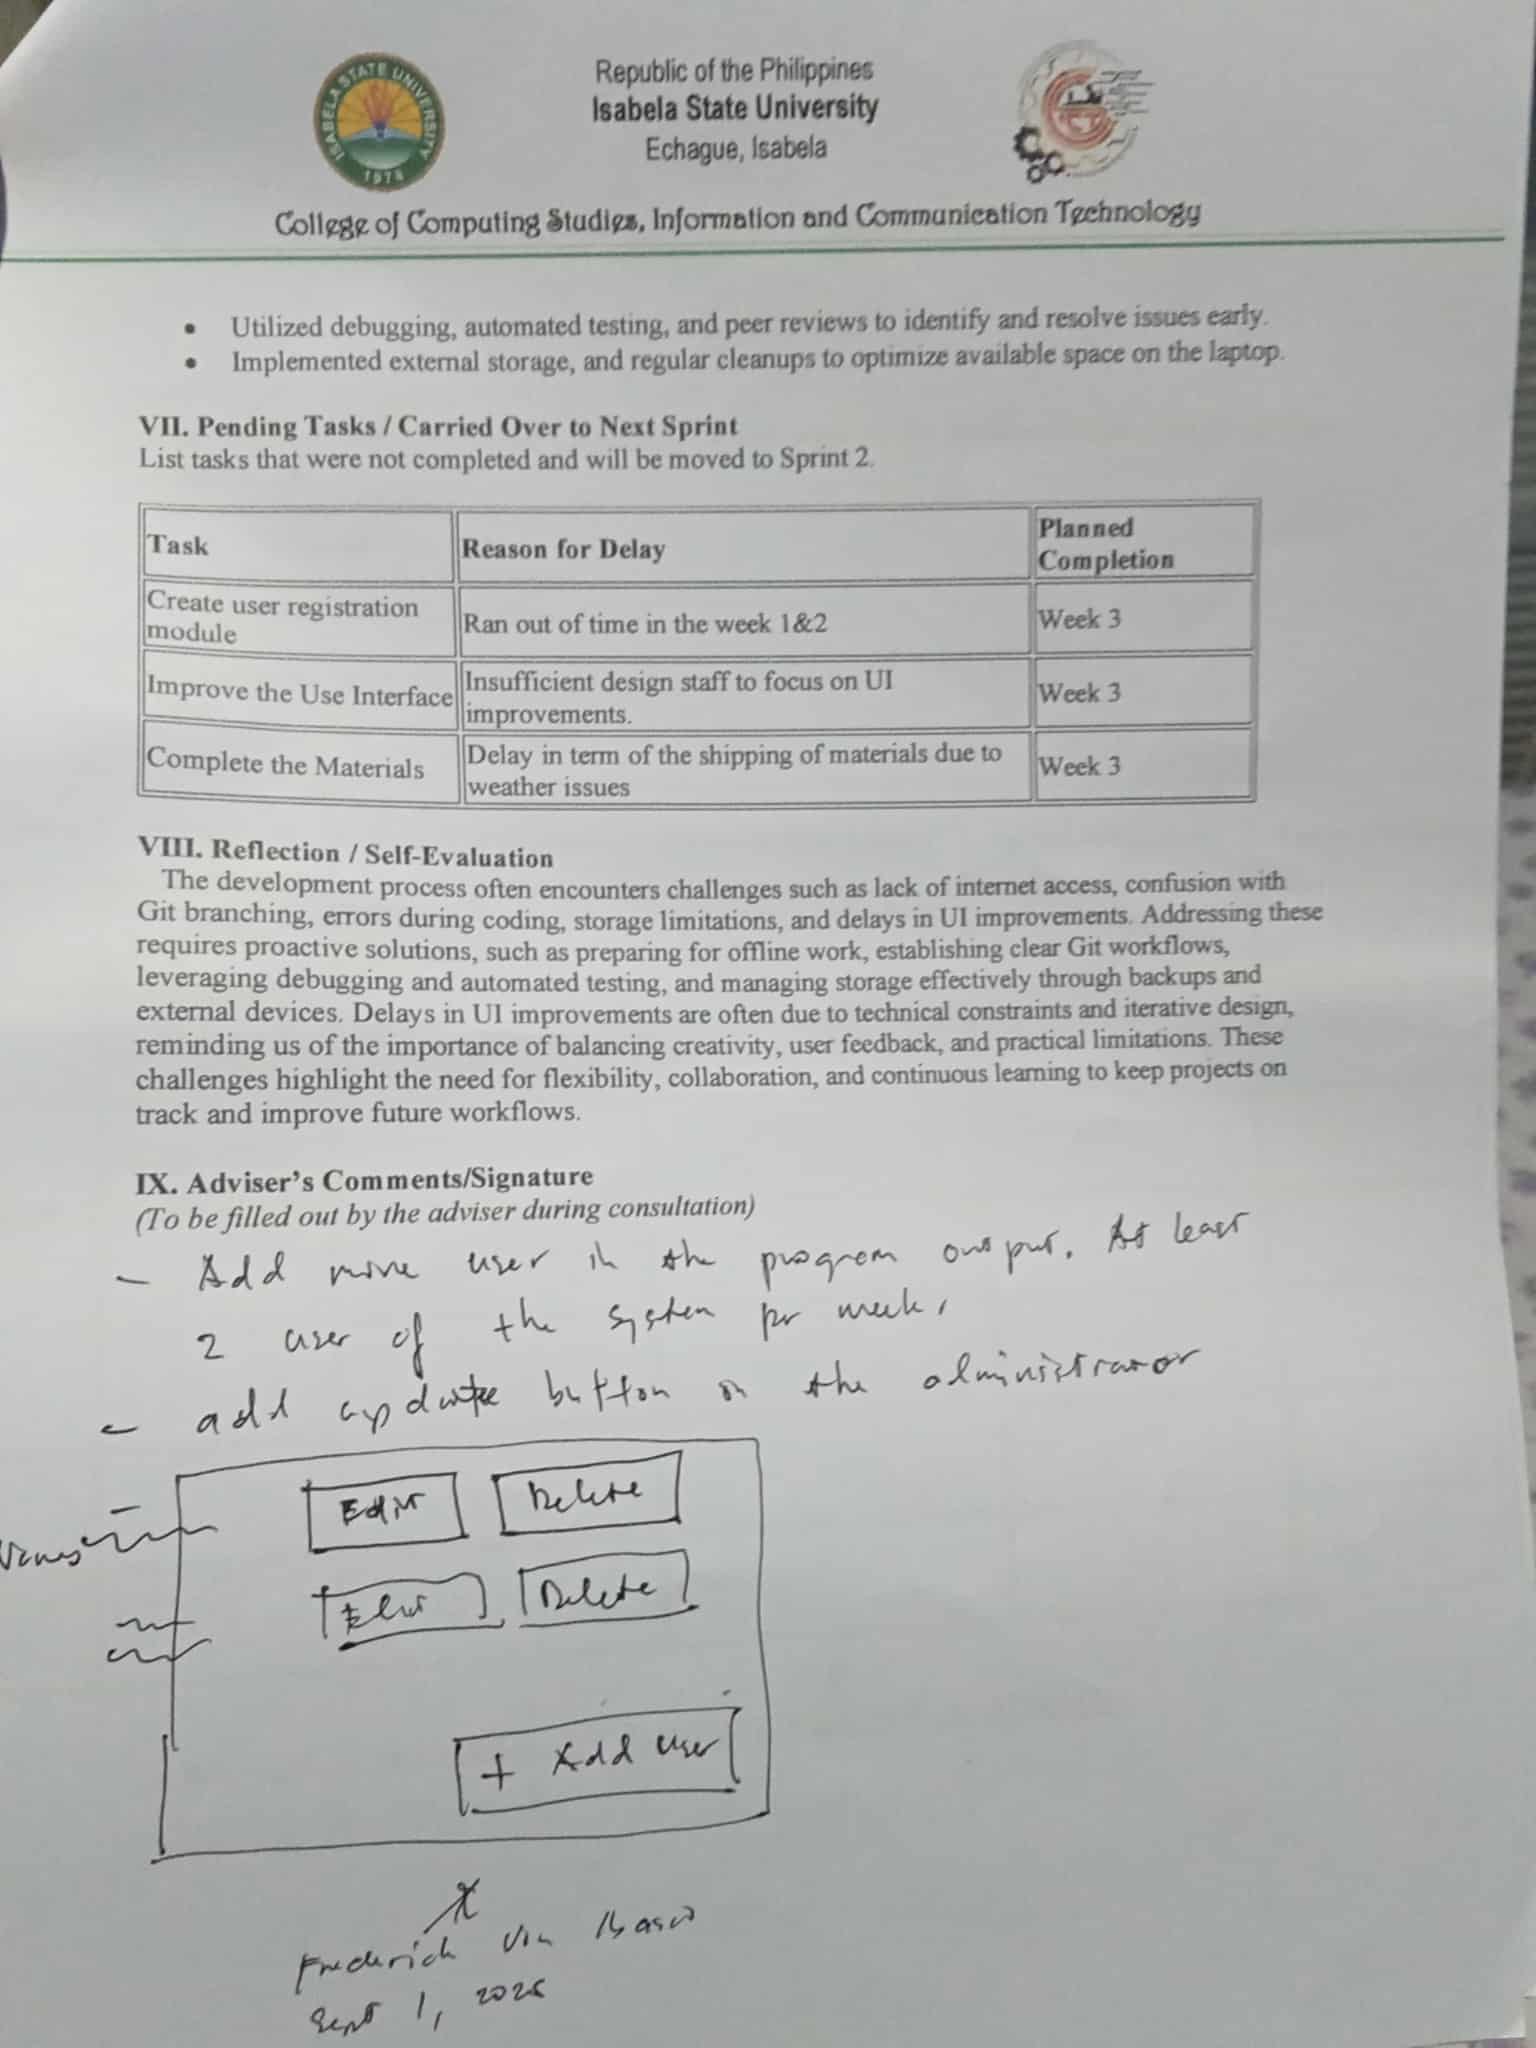 ISABELA STATE UNIVERSITY
1978
Republic of the Philippines
Isabela State University
Echague, Isabela
College of Computing Studies, Information and Communication Technology
• Utilized debugging, automated testing, and peer reviews to identify and resolve issues early.
• Implemented external storage, and regular cleanups to optimize available space on the laptop.
VII. Pending Tasks / Carried Over to Next Sprint
List tasks that were not completed and will be moved to Sprint 2.
Task
Reason for Delay
Planned
Completion
Create user registration
module
Ran out of time in the week 1&2
Week 3
Improve the Use Interface
Insufficient design staff to focus on UI
improvements.
Week 3
Complete the Materials
Delay in term of the shipping of materials due to
weather issues
Week 3
VIII. Reflection / Self-Evaluation
The development process often encounters challenges such as lack of internet access, confusion with
Git branching, errors during coding, storage limitations, and delays in UI improvements. Addressing these
requires proactive solutions, such as preparing for offline work, establishing clear Git workflows,
leveraging debugging and automated testing, and managing storage effectively through backups and
external devices. Delays in UI improvements are often due to technical constraints and iterative design,
reminding us of the importance of balancing creativity, user feedback, and practical limitations. These
challenges highlight the need for flexibility, collaboration, and continuous learning to keep projects on
track and improve future workflows.
IX. Adviser's Comments/Signature
(To be filled out by the adviser during consultation)
- Add more user in the program output. At least
2 user of the system per week,
- add update button in the administrator
Edit Delete
Edit Delete
+ Add user
Frederick Von Basco
Sept 1, 2025